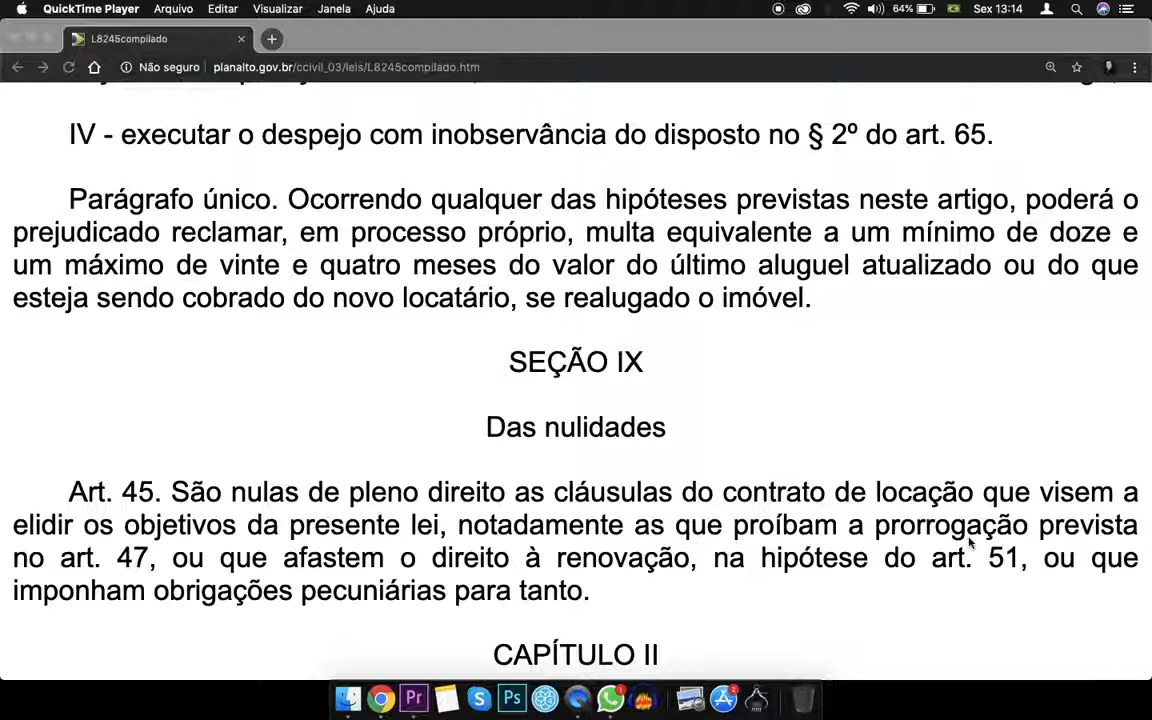 QuickTime Player Arquivo Editar Visualizar Janela Ajuda 64% Sex 13:14
L8245compilado
Não seguro planalto.gov.br/ccivil_03/leis/L8245compilado.htm
IV - executar o despejo com inobservância do disposto no § 2º do art. 65.
Parágrafo único. Ocorrendo qualquer das hipóteses previstas neste artigo, poderá o
prejudicado reclamar, em processo próprio, multa equivalente a um mínimo de doze e
um máximo de vinte e quatro meses do valor do último aluguel atualizado ou do que
esteja sendo cobrado do novo locatário, se realugado o imóvel.
SEÇÃO IX
Das nulidades
Art. 45. São nulas de pleno direito as cláusulas do contrato de locação que visem a
elidir os objetivos da presente lei, notadamente as que proíbam a prorrogação prevista
no art. 47, ou que afastem o direito à renovação, na hipótese do art. 51, ou que
imponham obrigações pecuniárias para tanto.
CAPÍTULO II
Pr Ps